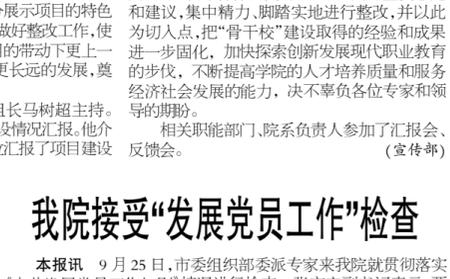 展示项目的特色
做好整改工作，使
的带动下更上一
更长远的发展，奠
组长马树超主持。
设情况汇报。他介
汇报了项目建设
和建议，集中精力、脚踏实地进行整改，并以此
为切入点，把“骨干校”建设取得的经验和成果
进一步固化，加快探索创新发展现代职业教育
的步伐，不断提高学院的人才培养质量和服务
经济社会发展的能力，决不辜负各位专家和领
导的期盼。
相关职能部门、院系负责人参加了汇报会、
反馈会。 (宣传部)
我院接受“发展党员工作”检查
本报讯 9月25日，市委组织部委派专家来我院就贯彻落实